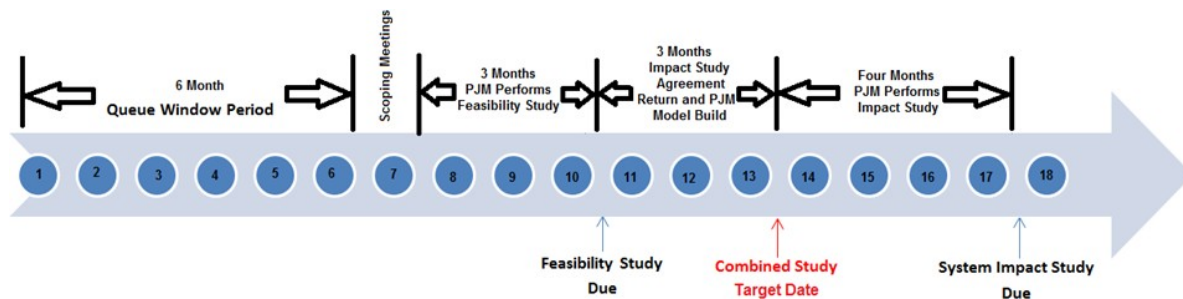 6 Month
Queue Window Period
Scoping Meetings
3 Months
PJM Performs
Feasibility Study
3 Months
Impact Study
Agreement
Return and PJM
Model Build
Four Months
PJM Performs
Impact Study
1 2 3 4 5 6 7 8 9 10 11 12 13 14 15 16 17 18
Feasibility Study
Due
Combined Study
Target Date
System Impact Study
Due